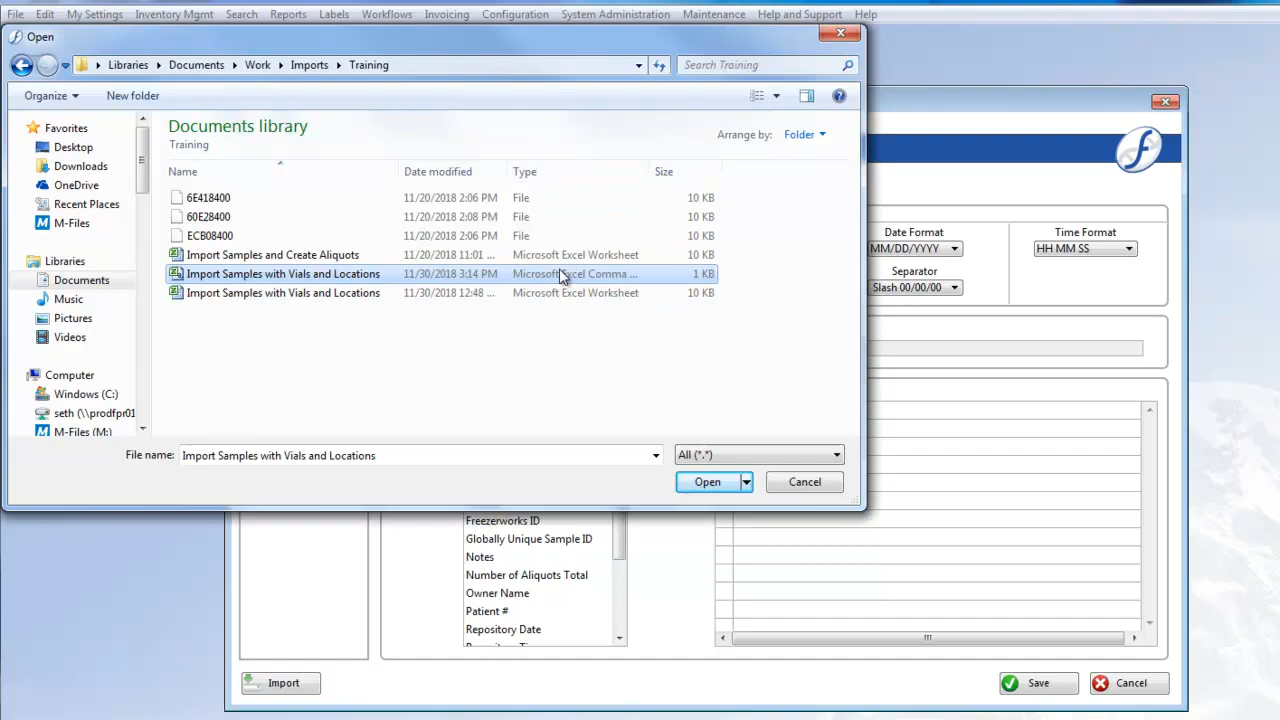 File Edit My Settings Inventory Mgmt Search Reports Labels Workflows Invoicing Configuration System Administration Maintenance Help and Support Help
Open
Libraries Documents Work Imports Training Search Training
Organize New folder
Favorites
Desktop
Downloads
OneDrive
Recent Places
M-Files
Libraries
Documents
Music
Pictures
Videos
Computer
Windows (C:)
seth (\\prodfpr01
M-Files (M:)
Documents library
Training
Arrange by: Folder
Name Date modified Type Size
6E418400 11/20/2018 2:06 PM File 10 KB
60E28400 11/20/2018 2:08 PM File 10 KB
ECB08400 11/20/2018 2:06 PM File 10 KB
Import Samples and Create Aliquots 11/20/2018 11:01 ... Microsoft Excel Worksheet 10 KB
Import Samples with Vials and Locations 11/30/2018 3:14 PM Microsoft Excel Comma ... 1 KB
Import Samples with Vials and Locations 11/30/2018 12:48 ... Microsoft Excel Worksheet 10 KB
File name: Import Samples with Vials and Locations All (*.*)
Open Cancel
Date Format Time Format
MM/DD/YYYY HH MM SS
Separator
Slash 00/00/00
Freezerworks ID
Globally Unique Sample ID
Notes
Number of Aliquots Total
Owner Name
Patient #
Repository Date
Import Save Cancel